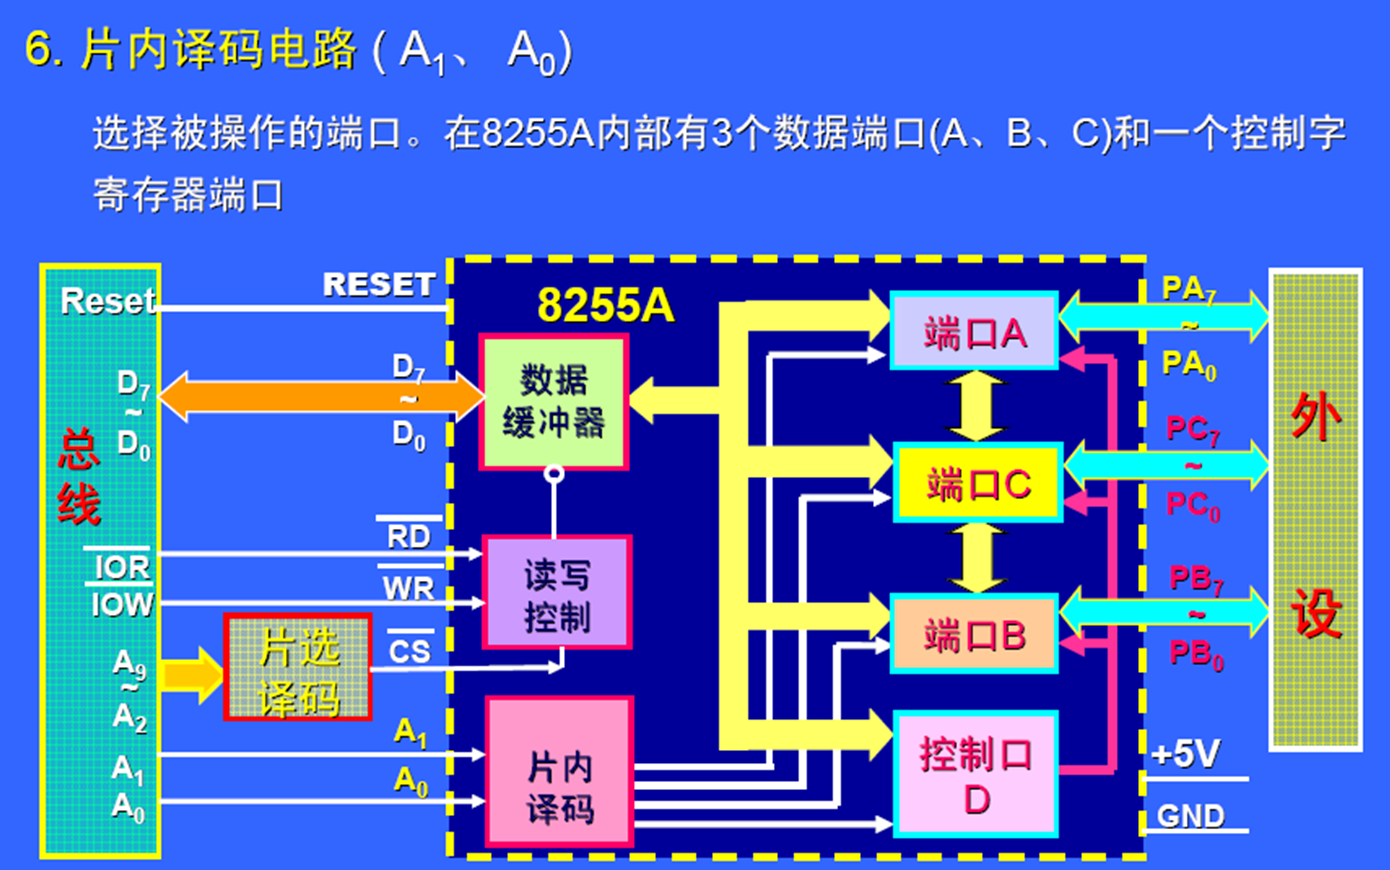 6. 片内译码电路 ( A₁、 A₀)
选择被操作的端口。在8255A内部有3个数据端口(A、B、C)和一个控制字
寄存器端口
Reset
RESET
8255A
D₇
~
D₀
D₇
~
D₀
总
线
数据
缓冲器
端口A
PA₇
~
PA₀
外
设
端口C
PC₇
~
PC₀
IOR
IOW
RD
WR
CS
读写
控制
端口B
PB₇
~
PB₀
A₉
~
A₂
片选
译码
A₁
A₀
A₁
A₀
片内
译码
控制口
D
+5V
GND